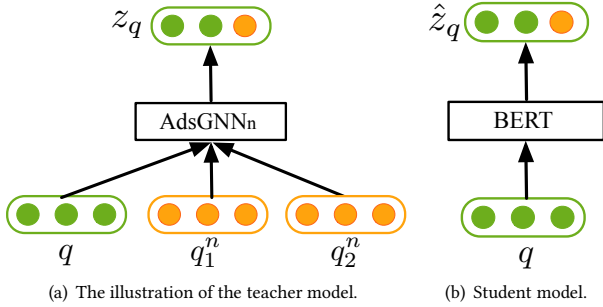 z_q
ẑ_q
AdsGNNn
BERT
q
q_1^n
q_2^n
q
(a) The illustration of the teacher model.
(b) Student model.